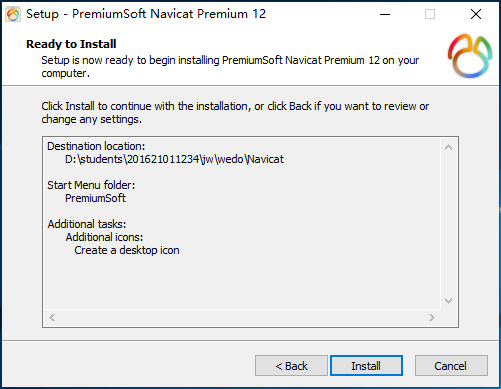 Setup - PremiumSoft Navicat Premium 12
Ready to Install
Setup is now ready to begin installing PremiumSoft Navicat Premium 12 on your
computer.
Click Install to continue with the installation, or click Back if you want to review or
change any settings.
Destination location:
D:\students\201621011234\jw\wedo\Navicat
Start Menu folder:
PremiumSoft
Additional tasks:
Additional icons:
Create a desktop icon
< Back
Install
Cancel